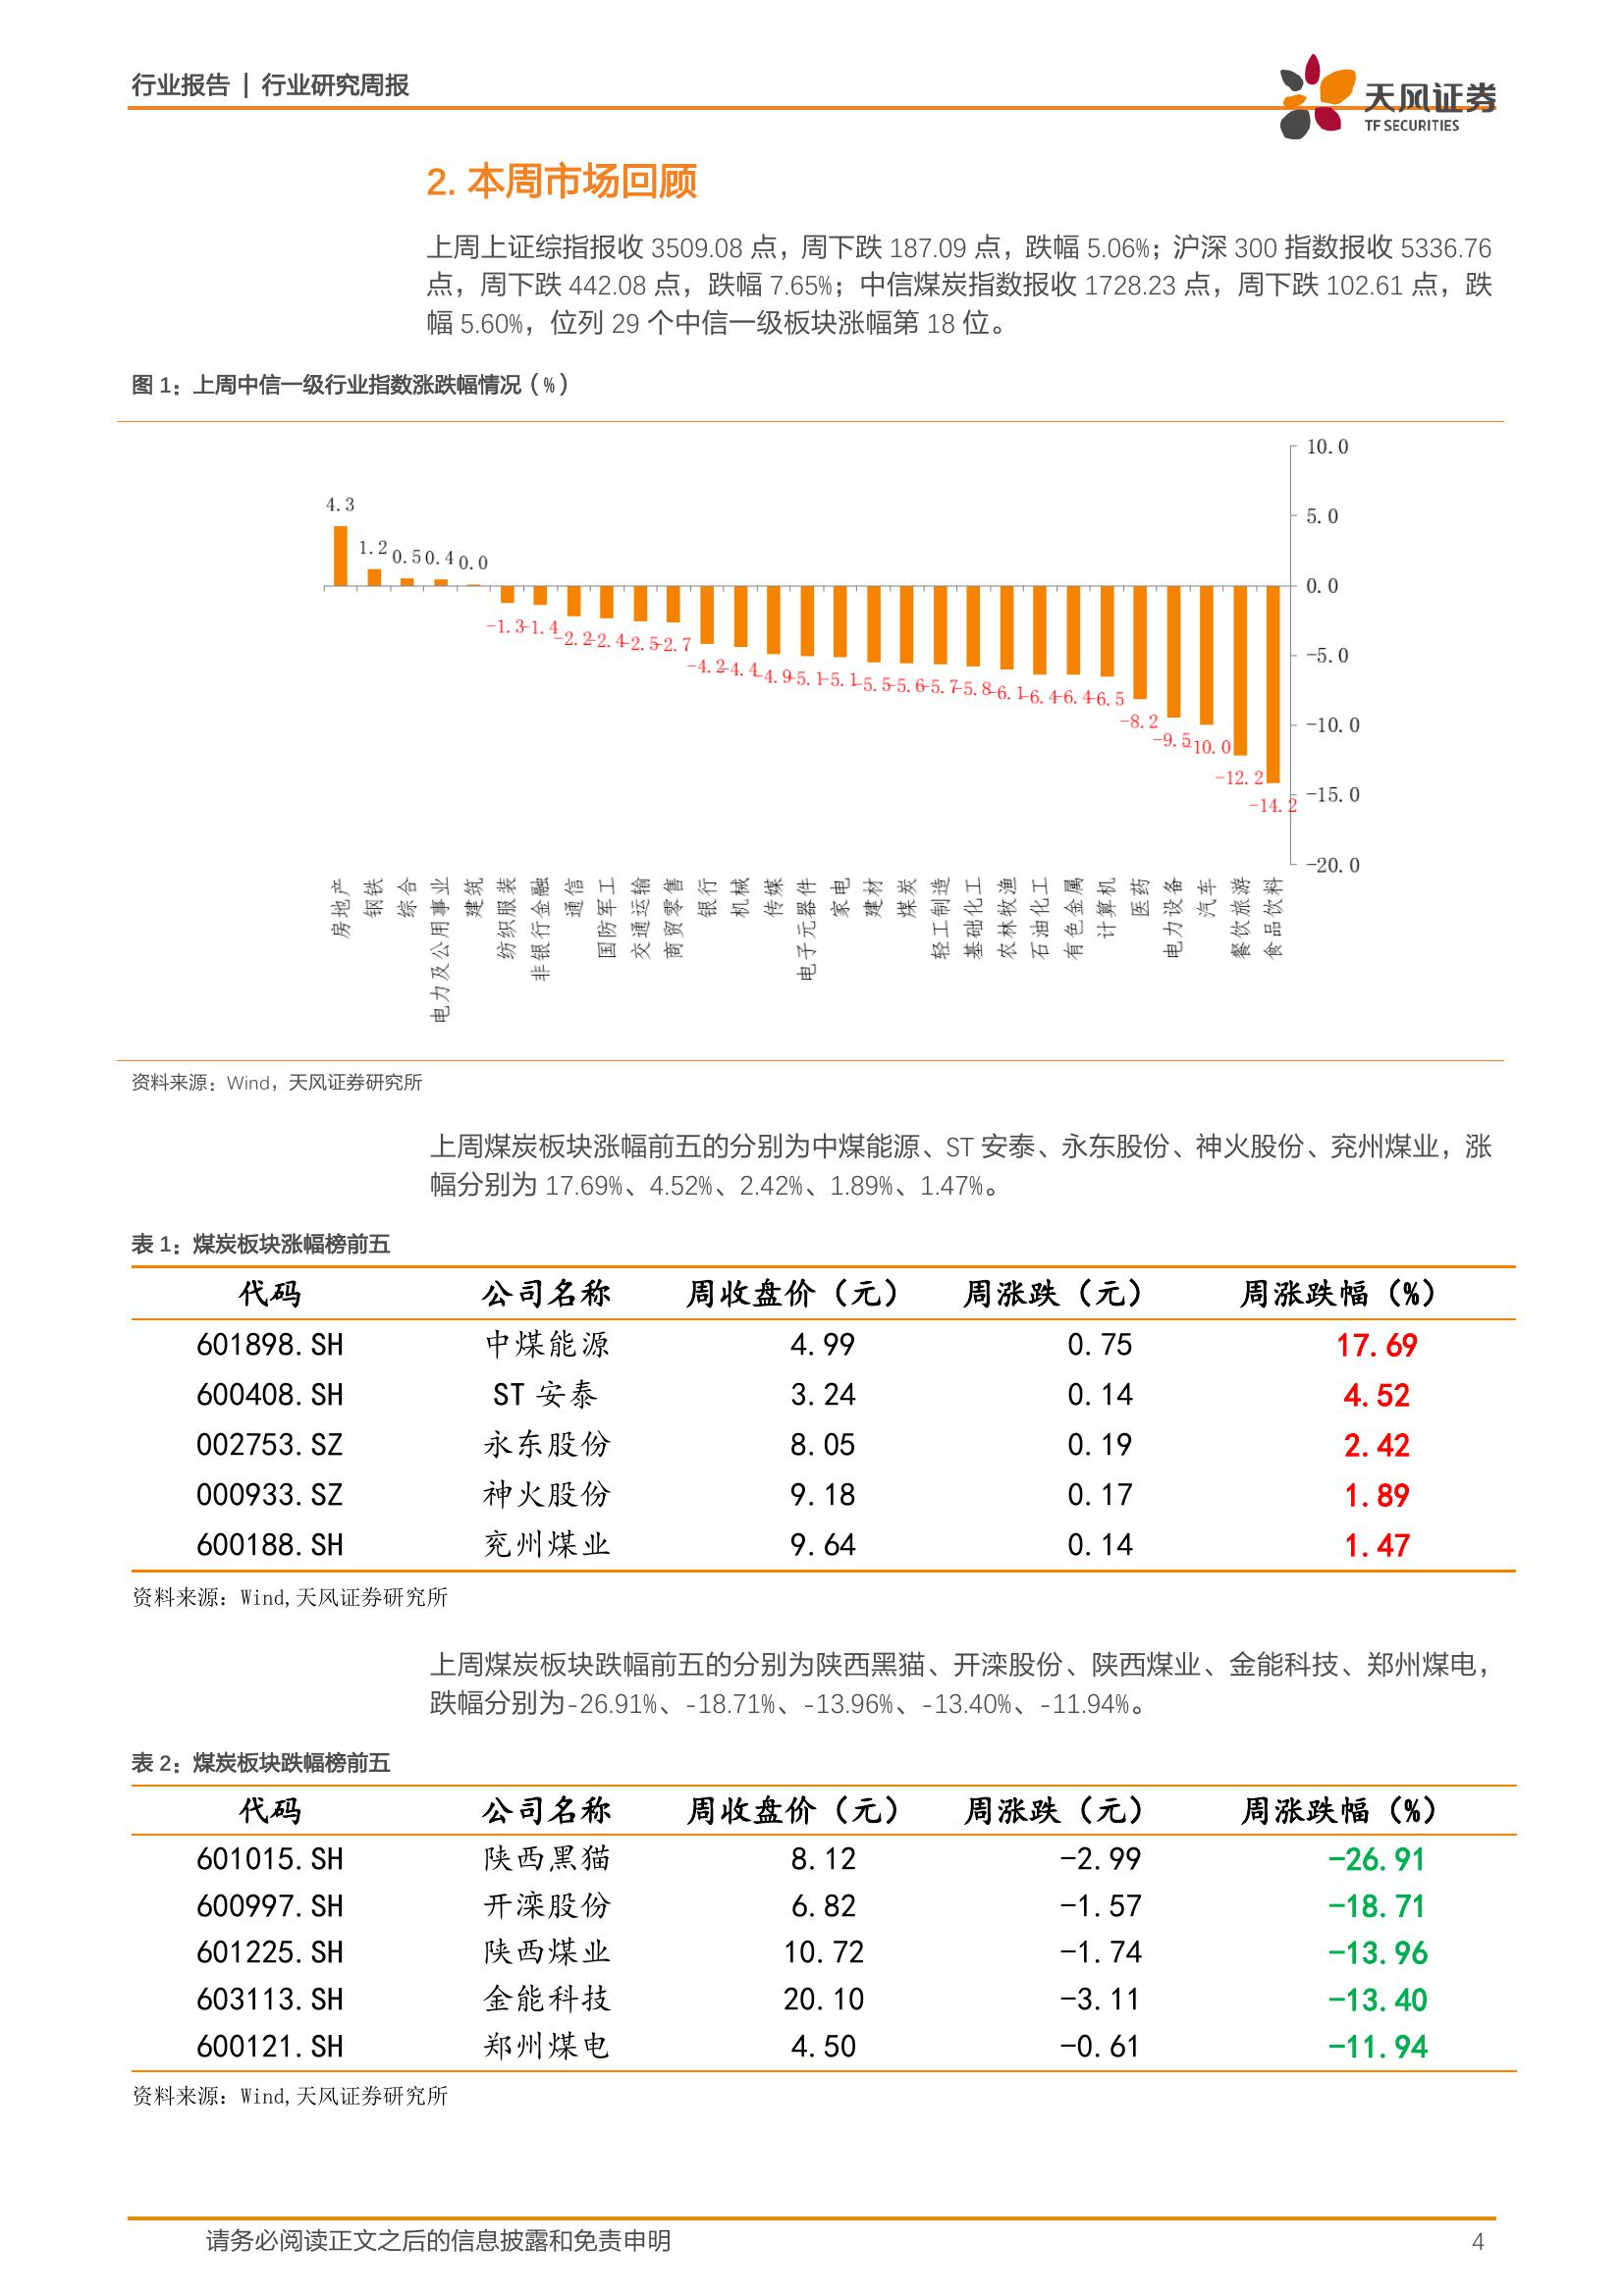 行业报告 | 行业研究周报
天风证券
TF SECURITIES
2. 本周市场回顾
上周上证综指报收 3509.08 点，周下跌 187.09 点，跌幅 5.06%；沪深 300 指数报收 5336.76
点，周下跌 442.08 点，跌幅 7.65%；中信煤炭指数报收 1728.23 点，周下跌 102.61 点，跌
幅 5.60%，位列 29 个中信一级板块涨幅第 18 位。
图 1：上周中信一级行业指数涨跌幅情况（%）
10.0
5.0
0.0
-5.0
-10.0
-15.0
-20.0
4.3
1.2
0.5
0.4
0.0
-1.3
-1.4
-2.2
-2.4
-2.5
-2.7
-4.2
-4.4
-4.9
-5.1
-5.1
-5.5
-5.6
-5.7
-5.8
-6.1
-6.4
-6.4
-6.5
-8.2
-9.5
-10.0
-12.2
-14.2
房地产
钢铁
综合
电力及公用事业
建筑
纺织服装
非银行金融
通信
国防军工
交通运输
商贸零售
银行
机械
传媒
电子元器件
家电
建材
煤炭
轻工制造
基础化工
农林牧渔
石油化工
有色金属
计算机
医药
电力设备
汽车
餐饮旅游
食品饮料
资料来源：Wind，天风证券研究所
上周煤炭板块涨幅前五的分别为中煤能源、ST 安泰、永东股份、神火股份、兖州煤业，涨
幅分别为 17.69%、4.52%、2.42%、1.89%、1.47%。
表 1：煤炭板块涨幅榜前五
代码 公司名称 周收盘价（元） 周涨跌（元） 周涨跌幅（%）
601898.SH 中煤能源 4.99 0.75 17.69
600408.SH ST 安泰 3.24 0.14 4.52
002753.SZ 永东股份 8.05 0.19 2.42
000933.SZ 神火股份 9.18 0.17 1.89
600188.SH 兖州煤业 9.64 0.14 1.47
资料来源：Wind,天风证券研究所
上周煤炭板块跌幅前五的分别为陕西黑猫、开滦股份、陕西煤业、金能科技、郑州煤电，
跌幅分别为-26.91%、-18.71%、-13.96%、-13.40%、-11.94%。
表 2：煤炭板块跌幅榜前五
代码 公司名称 周收盘价（元） 周涨跌（元） 周涨跌幅（%）
601015.SH 陕西黑猫 8.12 -2.99 -26.91
600997.SH 开滦股份 6.82 -1.57 -18.71
601225.SH 陕西煤业 10.72 -1.74 -13.96
603113.SH 金能科技 20.10 -3.11 -13.40
600121.SH 郑州煤电 4.50 -0.61 -11.94
资料来源：Wind,天风证券研究所
请务必阅读正文之后的信息披露和免责申明 4